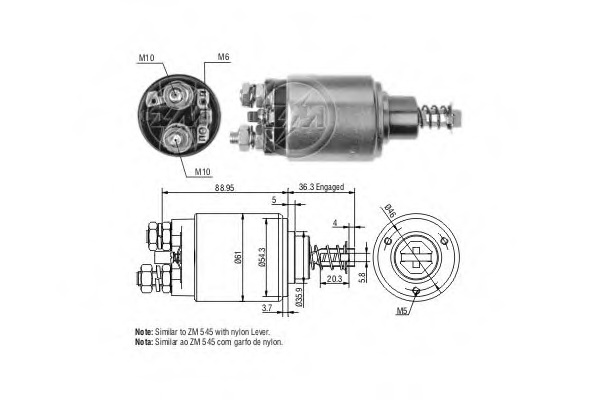 M10
M6
ZM
M10
88.95
36.3 Engaged
5
4
Ø46
Ø61
Ø54.3
Ø35.9
20.3
5.8
3.7
M5
Note: Similar to ZM 545 with nylon Lever.
Nota: Similar ao ZM 545 com garfo de nylon.